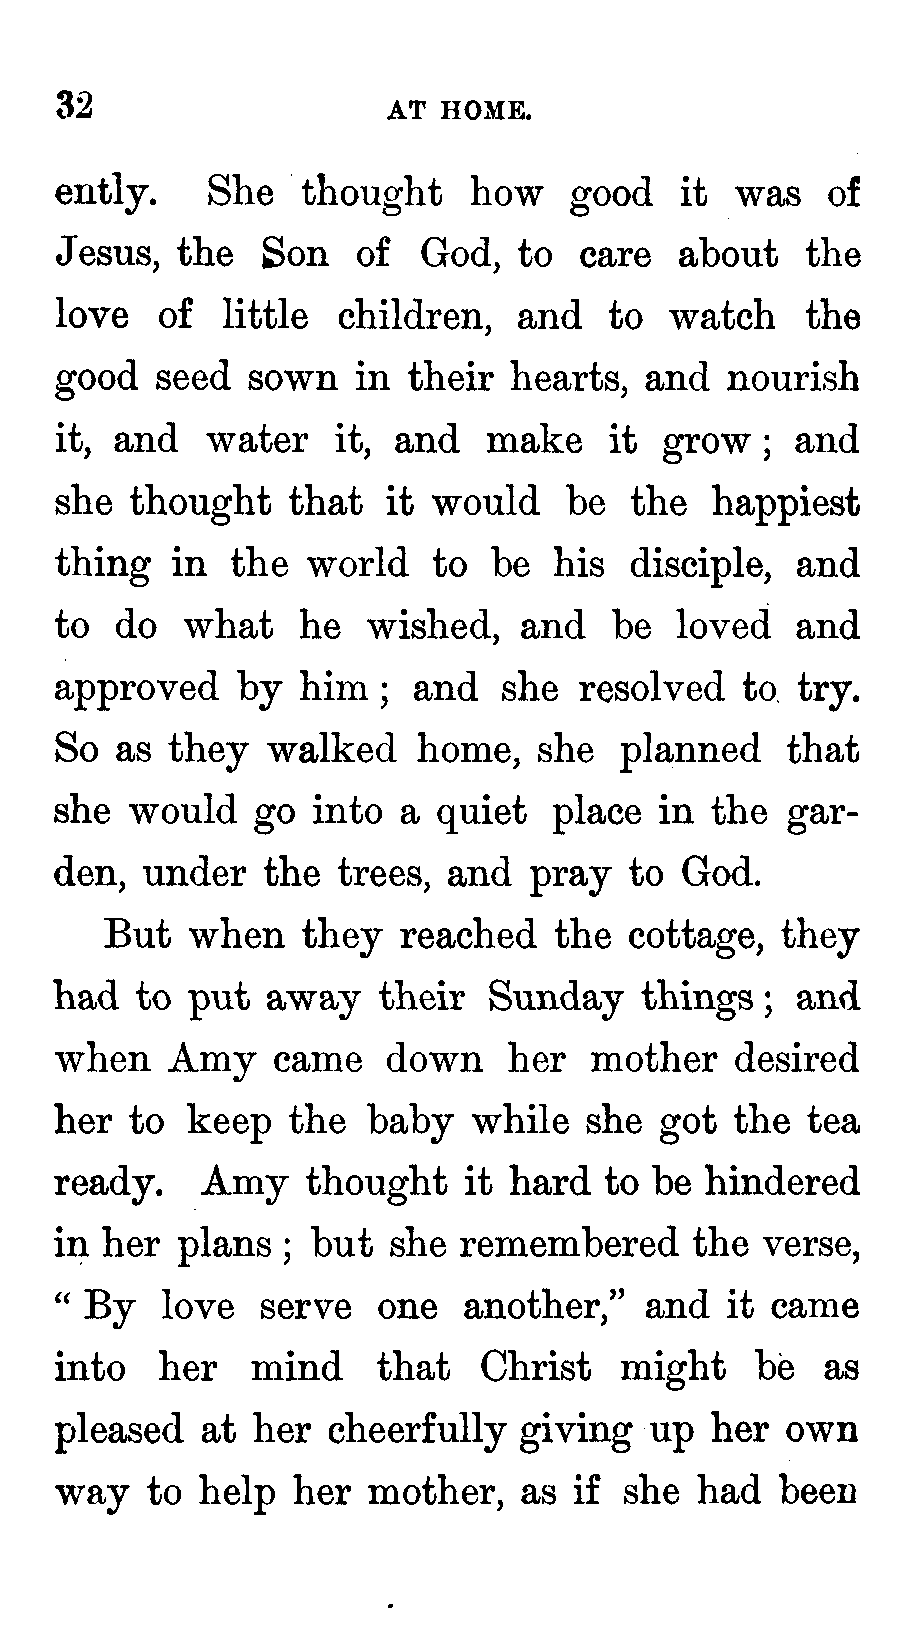 32 AT HOME.
ently. She thought how good it was of
Jesus, the Son of God, to care about the
love of little children, and to watch the
good seed sown in their hearts, and nourish
it, and water it, and make it grow ; and
she thought that it would be the happiest
thing in the world to be his disciple, and
to do what he wished, and be loved and
approved by him ; and she resolved to try.
So as they walked home, she planned that
she would go into a quiet place in the gar-
den, under the trees, and pray to God.
But when they reached the cottage, they
had to put away their Sunday things ; and
when Amy came down her mother desired
her to keep the baby while she got the tea
ready. Amy thought it hard to be hindered
in her plans ; but she remembered the verse,
“ By love serve one another,” and it came
into her mind that Christ might be as
pleased at her cheerfully giving up her own
way to help her mother, as if she had been